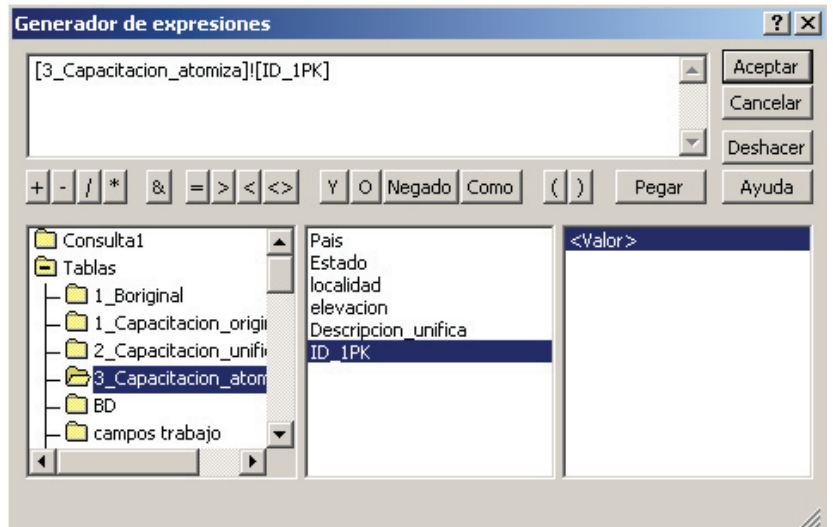 Generador de expresiones
[3_Capacitacion_atomiza]![ID_1PK]
Aceptar
Cancelar
Deshacer
+ - / * & = > < <> Y O Negado Como ( ) Pegar Ayuda
Consulta1
Tablas
1_Boriginal
1_Capacitacion_origi
2_Capacitacion_unific
3_Capacitacion_atom
BD
campos trabajo
Pais
Estado
localidad
elevacion
Descripcion_unifica
ID_1PK
<Valor>